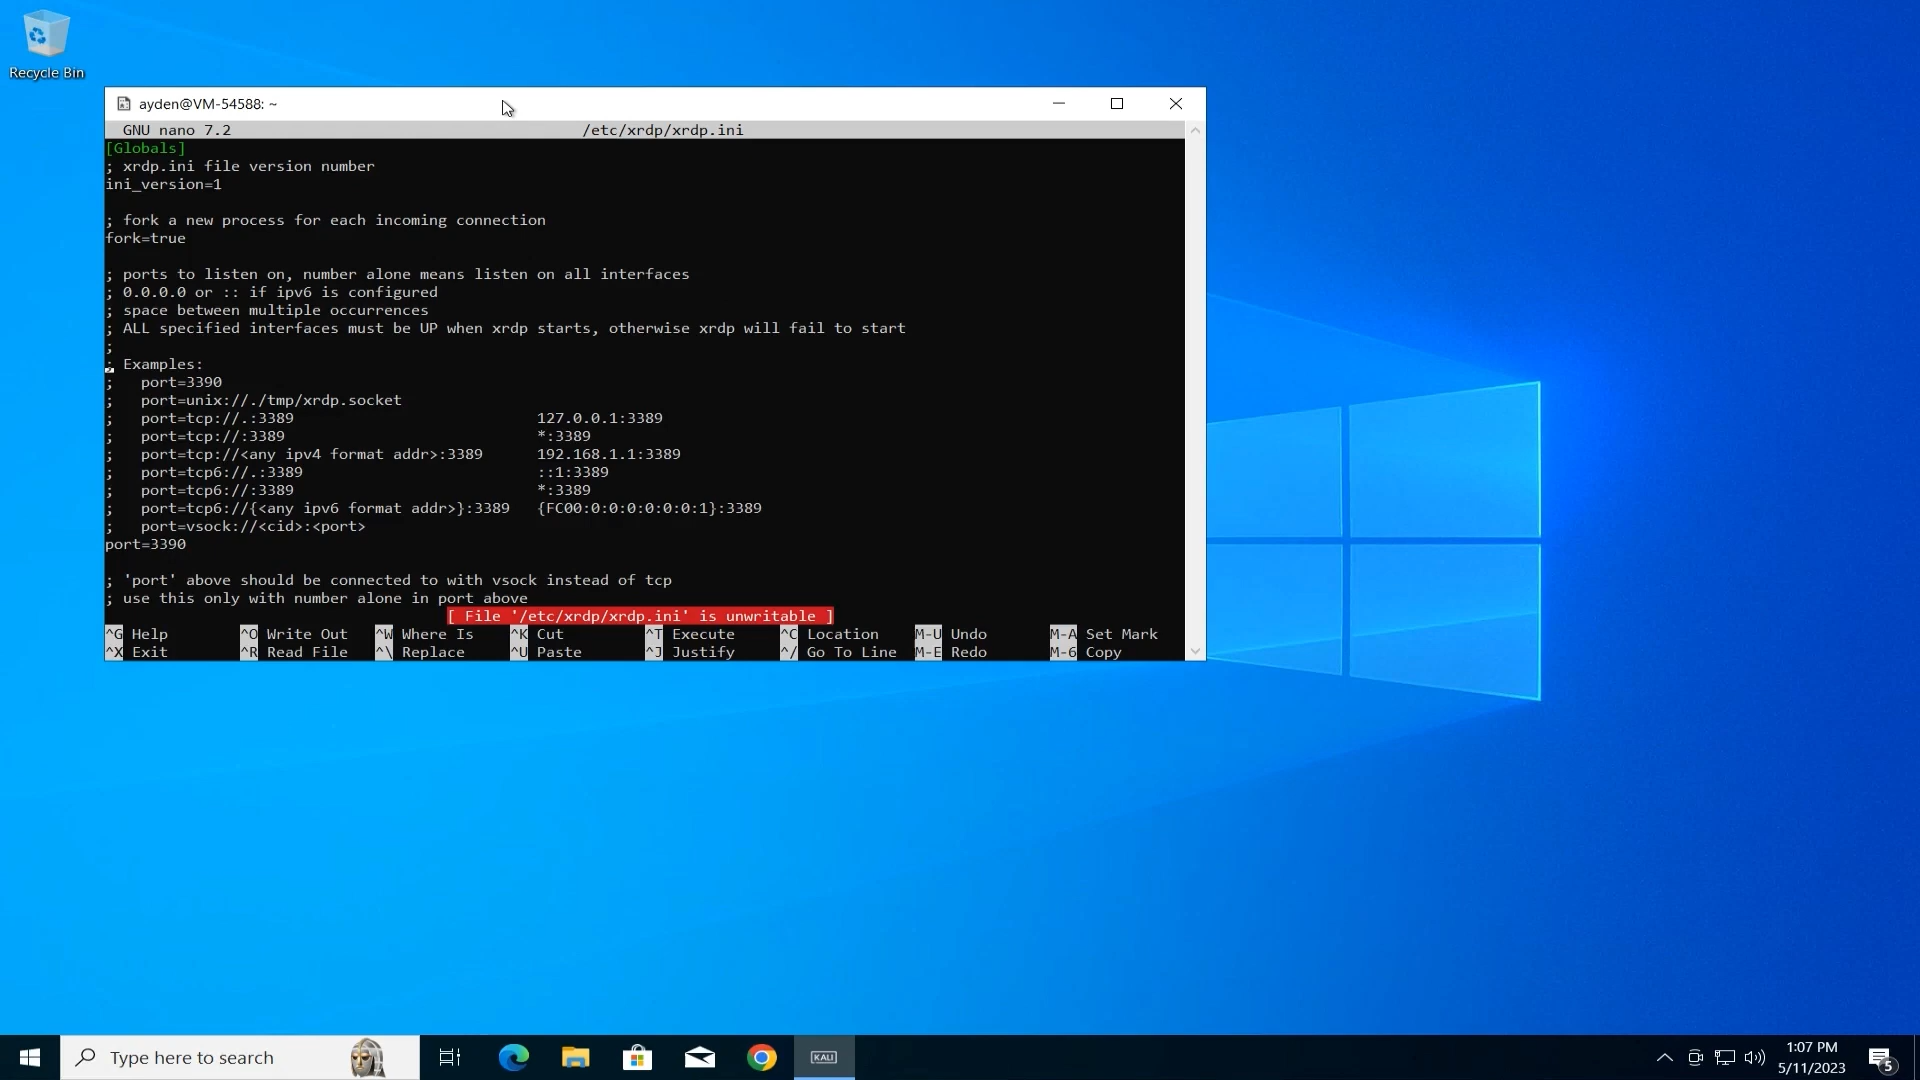 Recycle Bin
ayden@VM-54588: ~
GNU nano 7.2 /etc/xrdp/xrdp.ini
[Globals]
; xrdp.ini file version number
ini_version=1
; fork a new process for each incoming connection
fork=true
; ports to listen on, number alone means listen on all interfaces
; 0.0.0.0 or :: if ipv6 is configured
; space between multiple occurrences
; ALL specified interfaces must be UP when xrdp starts, otherwise xrdp will fail to start
;
; Examples:
;   port=3390
;   port=unix://./tmp/xrdp.socket
;   port=tcp://.:3389                           127.0.0.1:3389
;   port=tcp://:3389                            *:3389
;   port=tcp://<any ipv4 format addr>:3389      192.168.1.1:3389
;   port=tcp6://.:3389                          ::1:3389
;   port=tcp6://:3389                           *:3389
;   port=tcp6://{<any ipv6 format addr>}:3389   {FC00:0:0:0:0:0:0:1}:3389
;   port=vsock://<cid>:<port>
port=3390
; 'port' above should be connected to with vsock instead of tcp
; use this only with number alone in port above
[ File '/etc/xrdp/xrdp.ini' is unwritable ]
^G Help ^O Write Out ^W Where Is ^K Cut ^T Execute ^C Location M-U Undo M-A Set Mark
^X Exit ^R Read File ^\ Replace ^U Paste ^J Justify ^/ Go To Line M-E Redo M-6 Copy
Type here to search
KALI
1:07 PM
5/11/2023
5